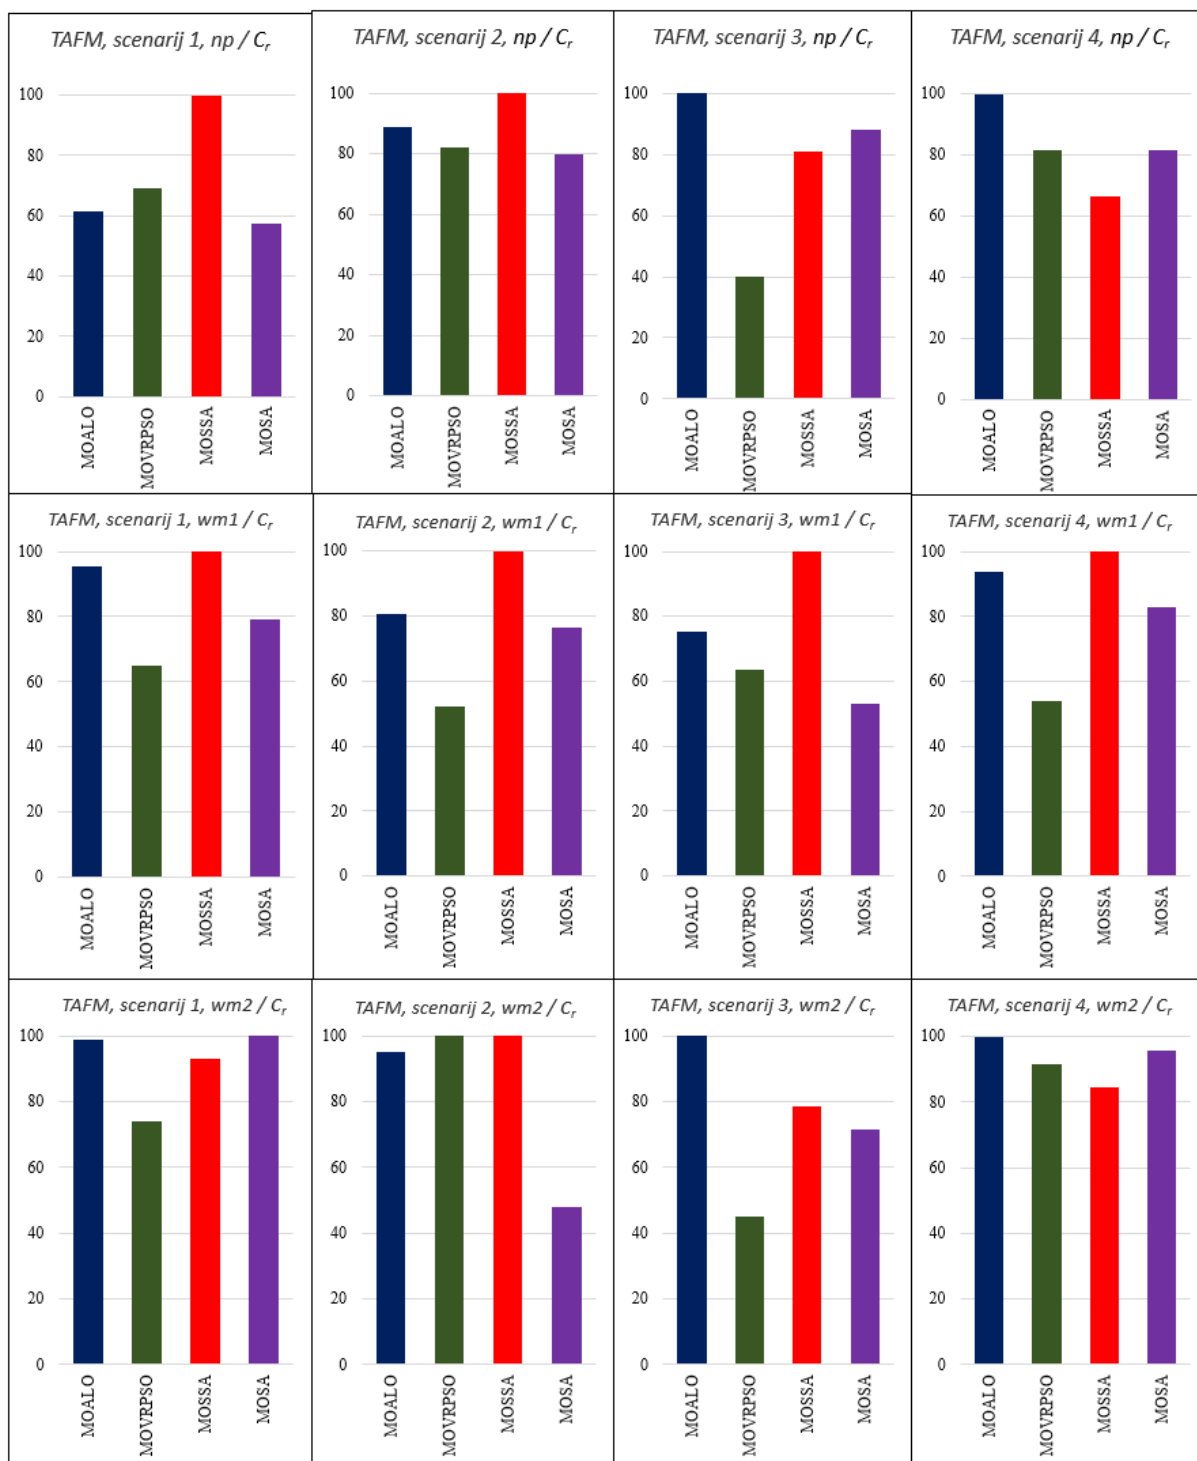 TAFM, scenarij 1, np / Cᵣ
100
80
60
40
20
0
MOALO
MOVRPSO
MOSSA
MOSA
TAFM, scenarij 2, np / Cᵣ
100
80
60
40
20
0
MOALO
MOVRPSO
MOSSA
MOSA
TAFM, scenarij 3, np / Cᵣ
100
80
60
40
20
0
MOALO
MOVRPSO
MOSSA
MOSA
TAFM, scenarij 4, np / Cᵣ
100
80
60
40
20
0
MOALO
MOVRPSO
MOSSA
MOSA
TAFM, scenarij 1, wm1 / Cᵣ
100
80
60
40
20
0
MOALO
MOVRPSO
MOSSA
MOSA
TAFM, scenarij 2, wm1 / Cᵣ
100
80
60
40
20
0
MOALO
MOVRPSO
MOSSA
MOSA
TAFM, scenarij 3, wm1 / Cᵣ
100
80
60
40
20
0
MOALO
MOVRPSO
MOSSA
MOSA
TAFM, scenarij 4, wm1 / Cᵣ
100
80
60
40
20
0
MOALO
MOVRPSO
MOSSA
MOSA
TAFM, scenarij 1, wm2 / Cᵣ
100
80
60
40
20
0
MOALO
MOVRPSO
MOSSA
MOSA
TAFM, scenarij 2, wm2 / Cᵣ
100
80
60
40
20
0
MOALO
MOVRPSO
MOSSA
MOSA
TAFM, scenarij 3, wm2 / Cᵣ
100
80
60
40
20
0
MOALO
MOVRPSO
MOSSA
MOSA
TAFM, scenarij 4, wm2 / Cᵣ
100
80
60
40
20
0
MOALO
MOVRPSO
MOSSA
MOSA